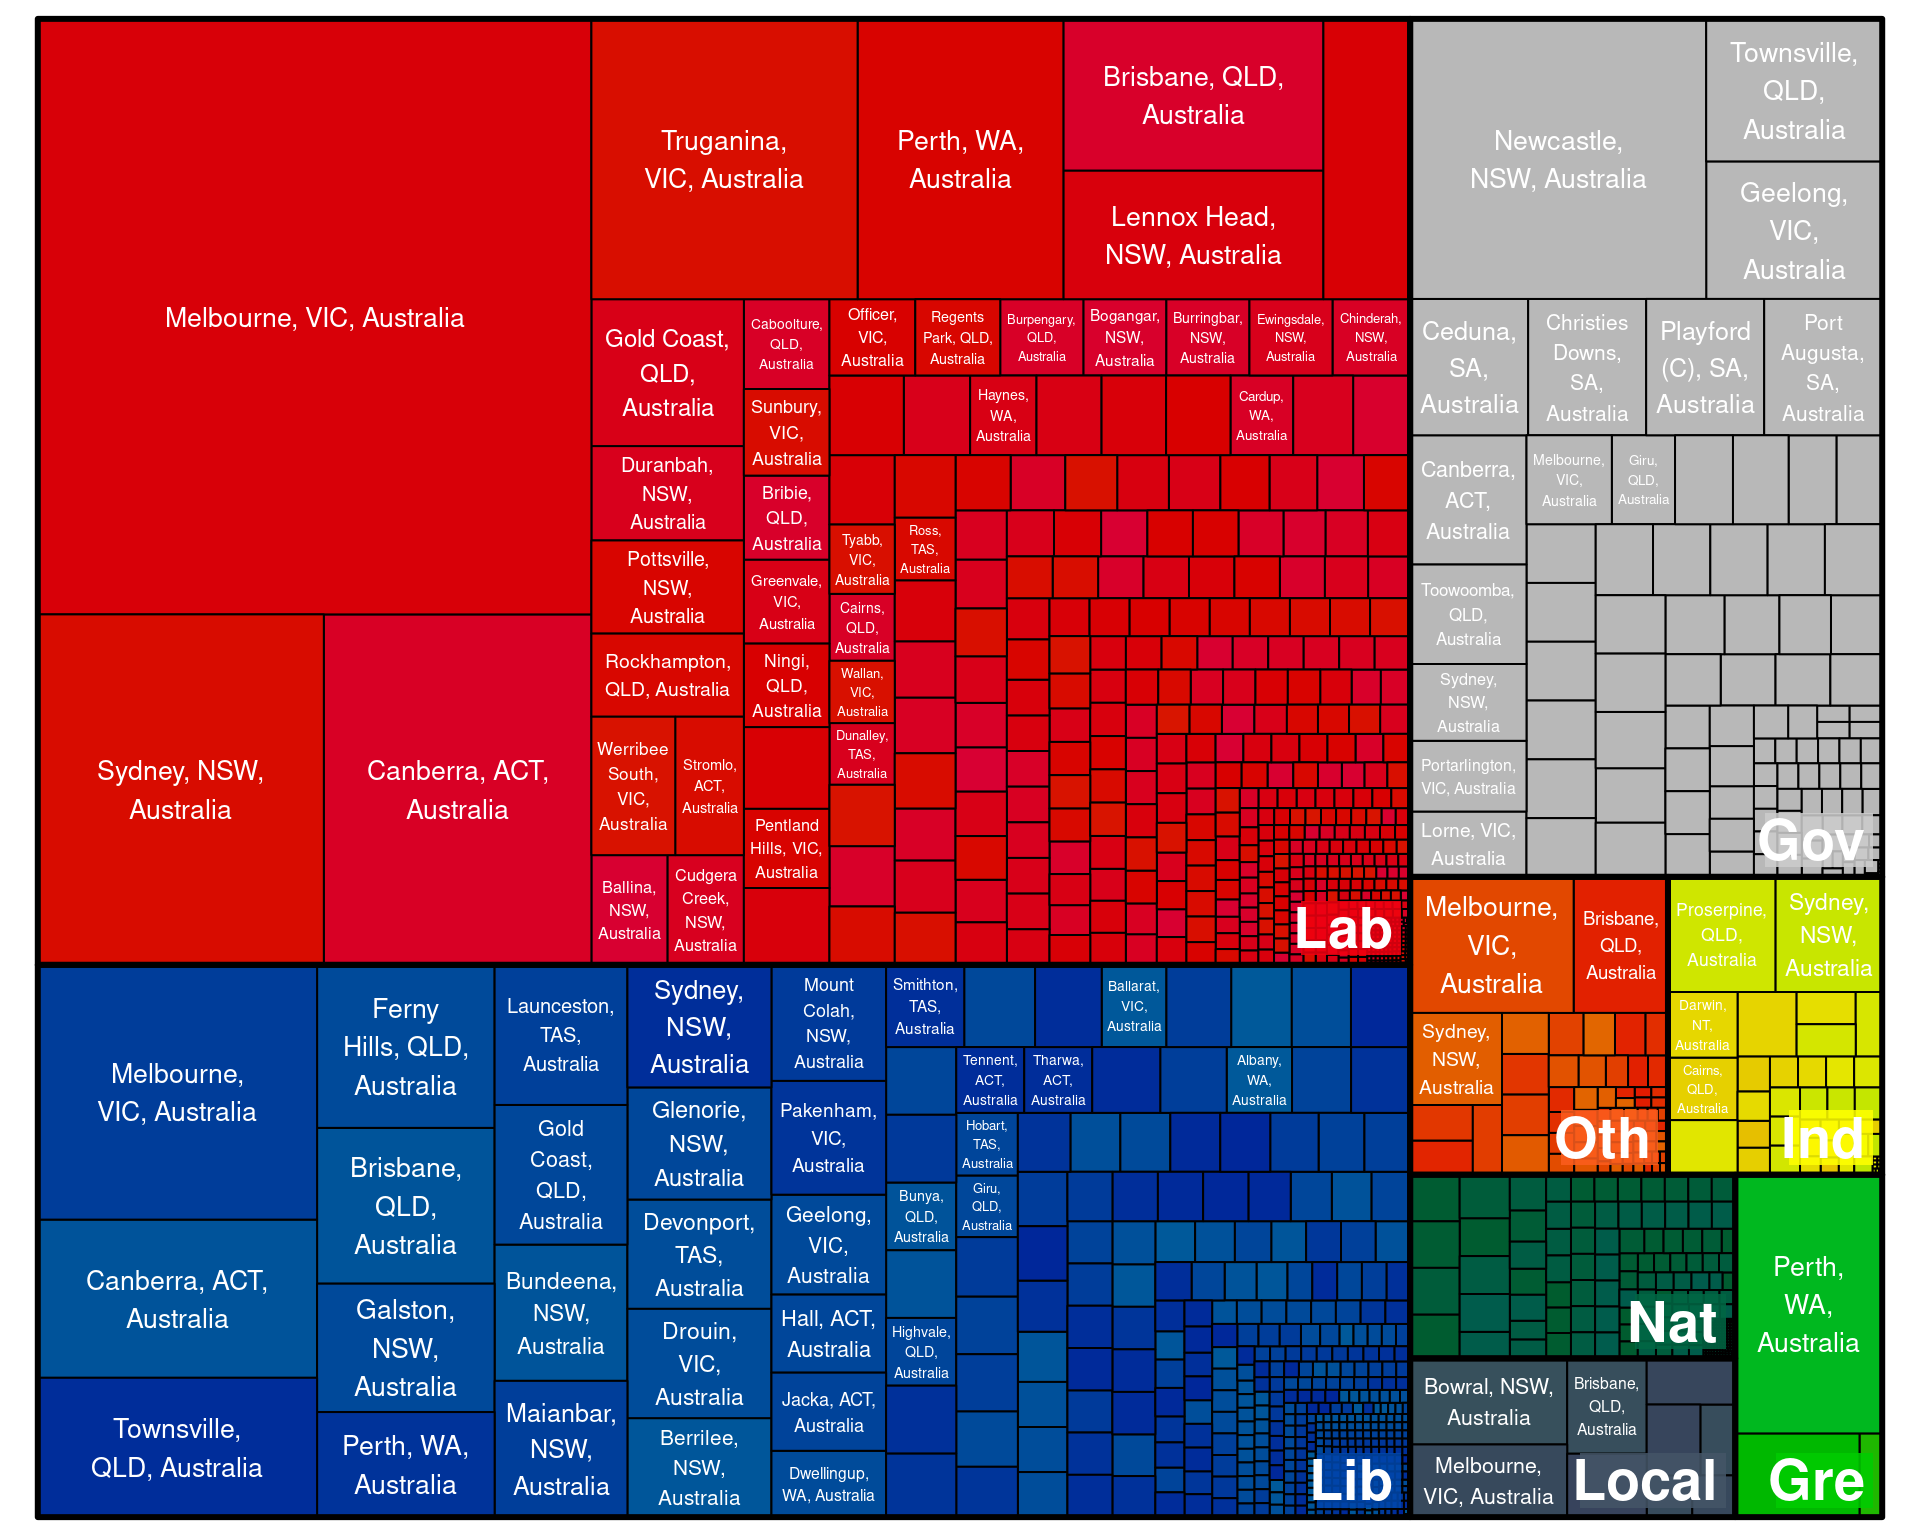 Melbourne, VIC, Australia
Sydney, NSW,
Australia
Canberra, ACT,
Australia
Truganina,
VIC, Australia
Perth, WA,
Australia
Brisbane, QLD,
Australia
Lennox Head,
NSW, Australia
Gold Coast,
QLD,
Australia
Duranbah,
NSW,
Australia
Pottsville,
NSW,
Australia
Rockhampton,
QLD, Australia
Werribee
South,
VIC,
Australia
Stromlo,
ACT,
Australia
Ballina,
NSW,
Australia
Cudgera
Creek,
NSW,
Australia
Caboolture,
QLD,
Australia
Sunbury,
VIC,
Australia
Bribie,
QLD,
Australia
Greenvale,
VIC,
Australia
Ningi,
QLD,
Australia
Pentland
Hills, VIC,
Australia
Officer,
VIC,
Australia
Regents
Park, QLD,
Australia
Burpengary,
QLD,
Australia
Bogangar,
NSW,
Australia
Burringbar,
NSW,
Australia
Ewingsdale,
NSW,
Australia
Chinderah,
NSW,
Australia
Haynes,
WA,
Australia
Cardup,
WA,
Australia
Tyabb,
VIC,
Australia
Ross,
TAS,
Australia
Cairns,
QLD,
Australia
Wallan,
VIC,
Australia
Dunalley,
TAS,
Australia
Lab
Newcastle,
NSW, Australia
Townsville,
QLD,
Australia
Geelong,
VIC,
Australia
Ceduna,
SA,
Australia
Christies
Downs,
SA,
Australia
Playford
(C), SA,
Australia
Port
Augusta,
SA,
Australia
Canberra,
ACT,
Australia
Melbourne,
VIC,
Australia
Giru,
QLD,
Australia
Toowoomba,
QLD,
Australia
Sydney,
NSW,
Australia
Portarlington,
VIC, Australia
Lorne, VIC,
Australia
Gov
Melbourne,
VIC, Australia
Canberra, ACT,
Australia
Townsville,
QLD, Australia
Ferny
Hills, QLD,
Australia
Brisbane,
QLD,
Australia
Galston,
NSW,
Australia
Perth, WA,
Australia
Launceston,
TAS,
Australia
Gold
Coast,
QLD,
Australia
Bundeena,
NSW,
Australia
Maianbar,
NSW,
Australia
Sydney,
NSW,
Australia
Glenorie,
NSW,
Australia
Devonport,
TAS,
Australia
Drouin,
VIC,
Australia
Berrilee,
NSW,
Australia
Mount
Colah,
NSW,
Australia
Pakenham,
VIC,
Australia
Geelong,
VIC,
Australia
Hall, ACT,
Australia
Jacka, ACT,
Australia
Dwellingup,
WA, Australia
Smithton,
TAS,
Australia
Ballarat,
VIC,
Australia
Tennent,
ACT,
Australia
Tharwa,
ACT,
Australia
Albany,
WA,
Australia
Hobart,
TAS,
Australia
Bunya,
QLD,
Australia
Giru,
QLD,
Australia
Highvale,
QLD,
Australia
Lib
Melbourne,
VIC,
Australia
Brisbane,
QLD,
Australia
Sydney,
NSW,
Australia
Oth
Proserpine,
QLD,
Australia
Sydney,
NSW,
Australia
Darwin,
NT,
Australia
Cairns,
QLD,
Australia
Ind
Nat
Perth,
WA,
Australia
Gre
Bowral, NSW,
Australia
Brisbane,
QLD,
Australia
Melbourne,
VIC, Australia
Local